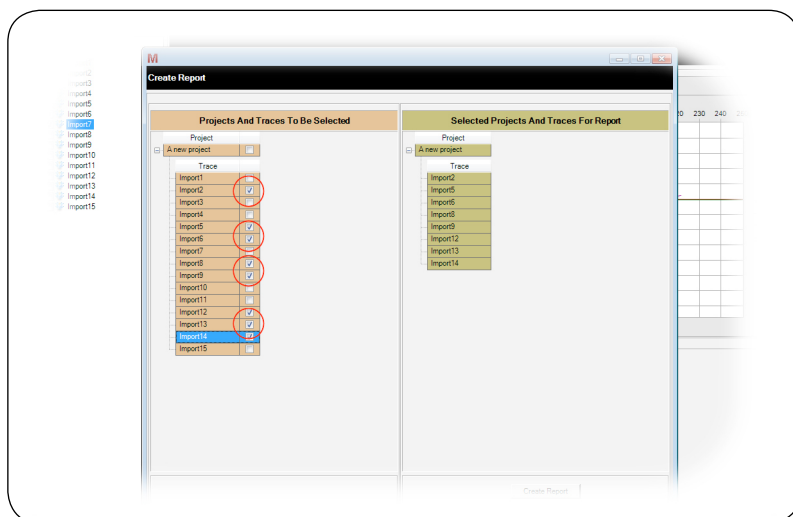 port3
Import4
Import5
Import6
Import7
Import8
Import9
Import10
Import11
Import12
Import13
Import14
Import15
M
Create Report
Projects And Traces To Be Selected
Project
A new project
Trace
Import1
Import2
Import3
Import4
Import5
Import6
Import7
Import8
Import9
Import10
Import11
Import12
Import13
Import14
Import15
Selected Projects And Traces For Report
Project
A new project
Trace
Import2
Import5
Import6
Import8
Import9
Import12
Import13
Import14
Create Report
20 230 240